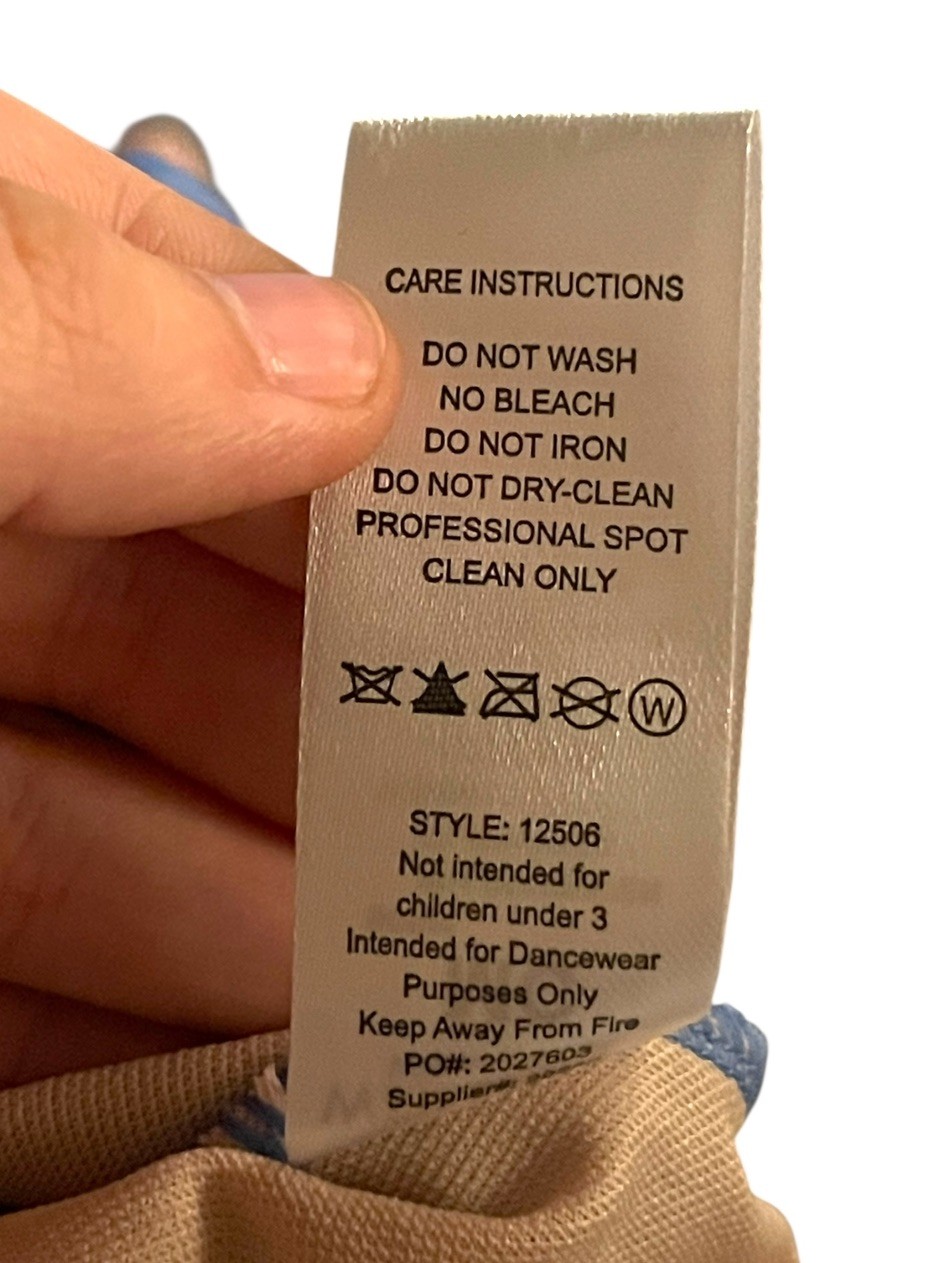 CARE INSTRUCTIONS
DO NOT WASH
NO BLEACH
DO NOT IRON
DO NOT DRY-CLEAN
PROFESSIONAL SPOT
CLEAN ONLY
W
STYLE: 12506
Not intended for
children under 3
Intended for Dancewear
Purposes Only
Keep Away From Fire
PO#: 2027603
Supplier#: